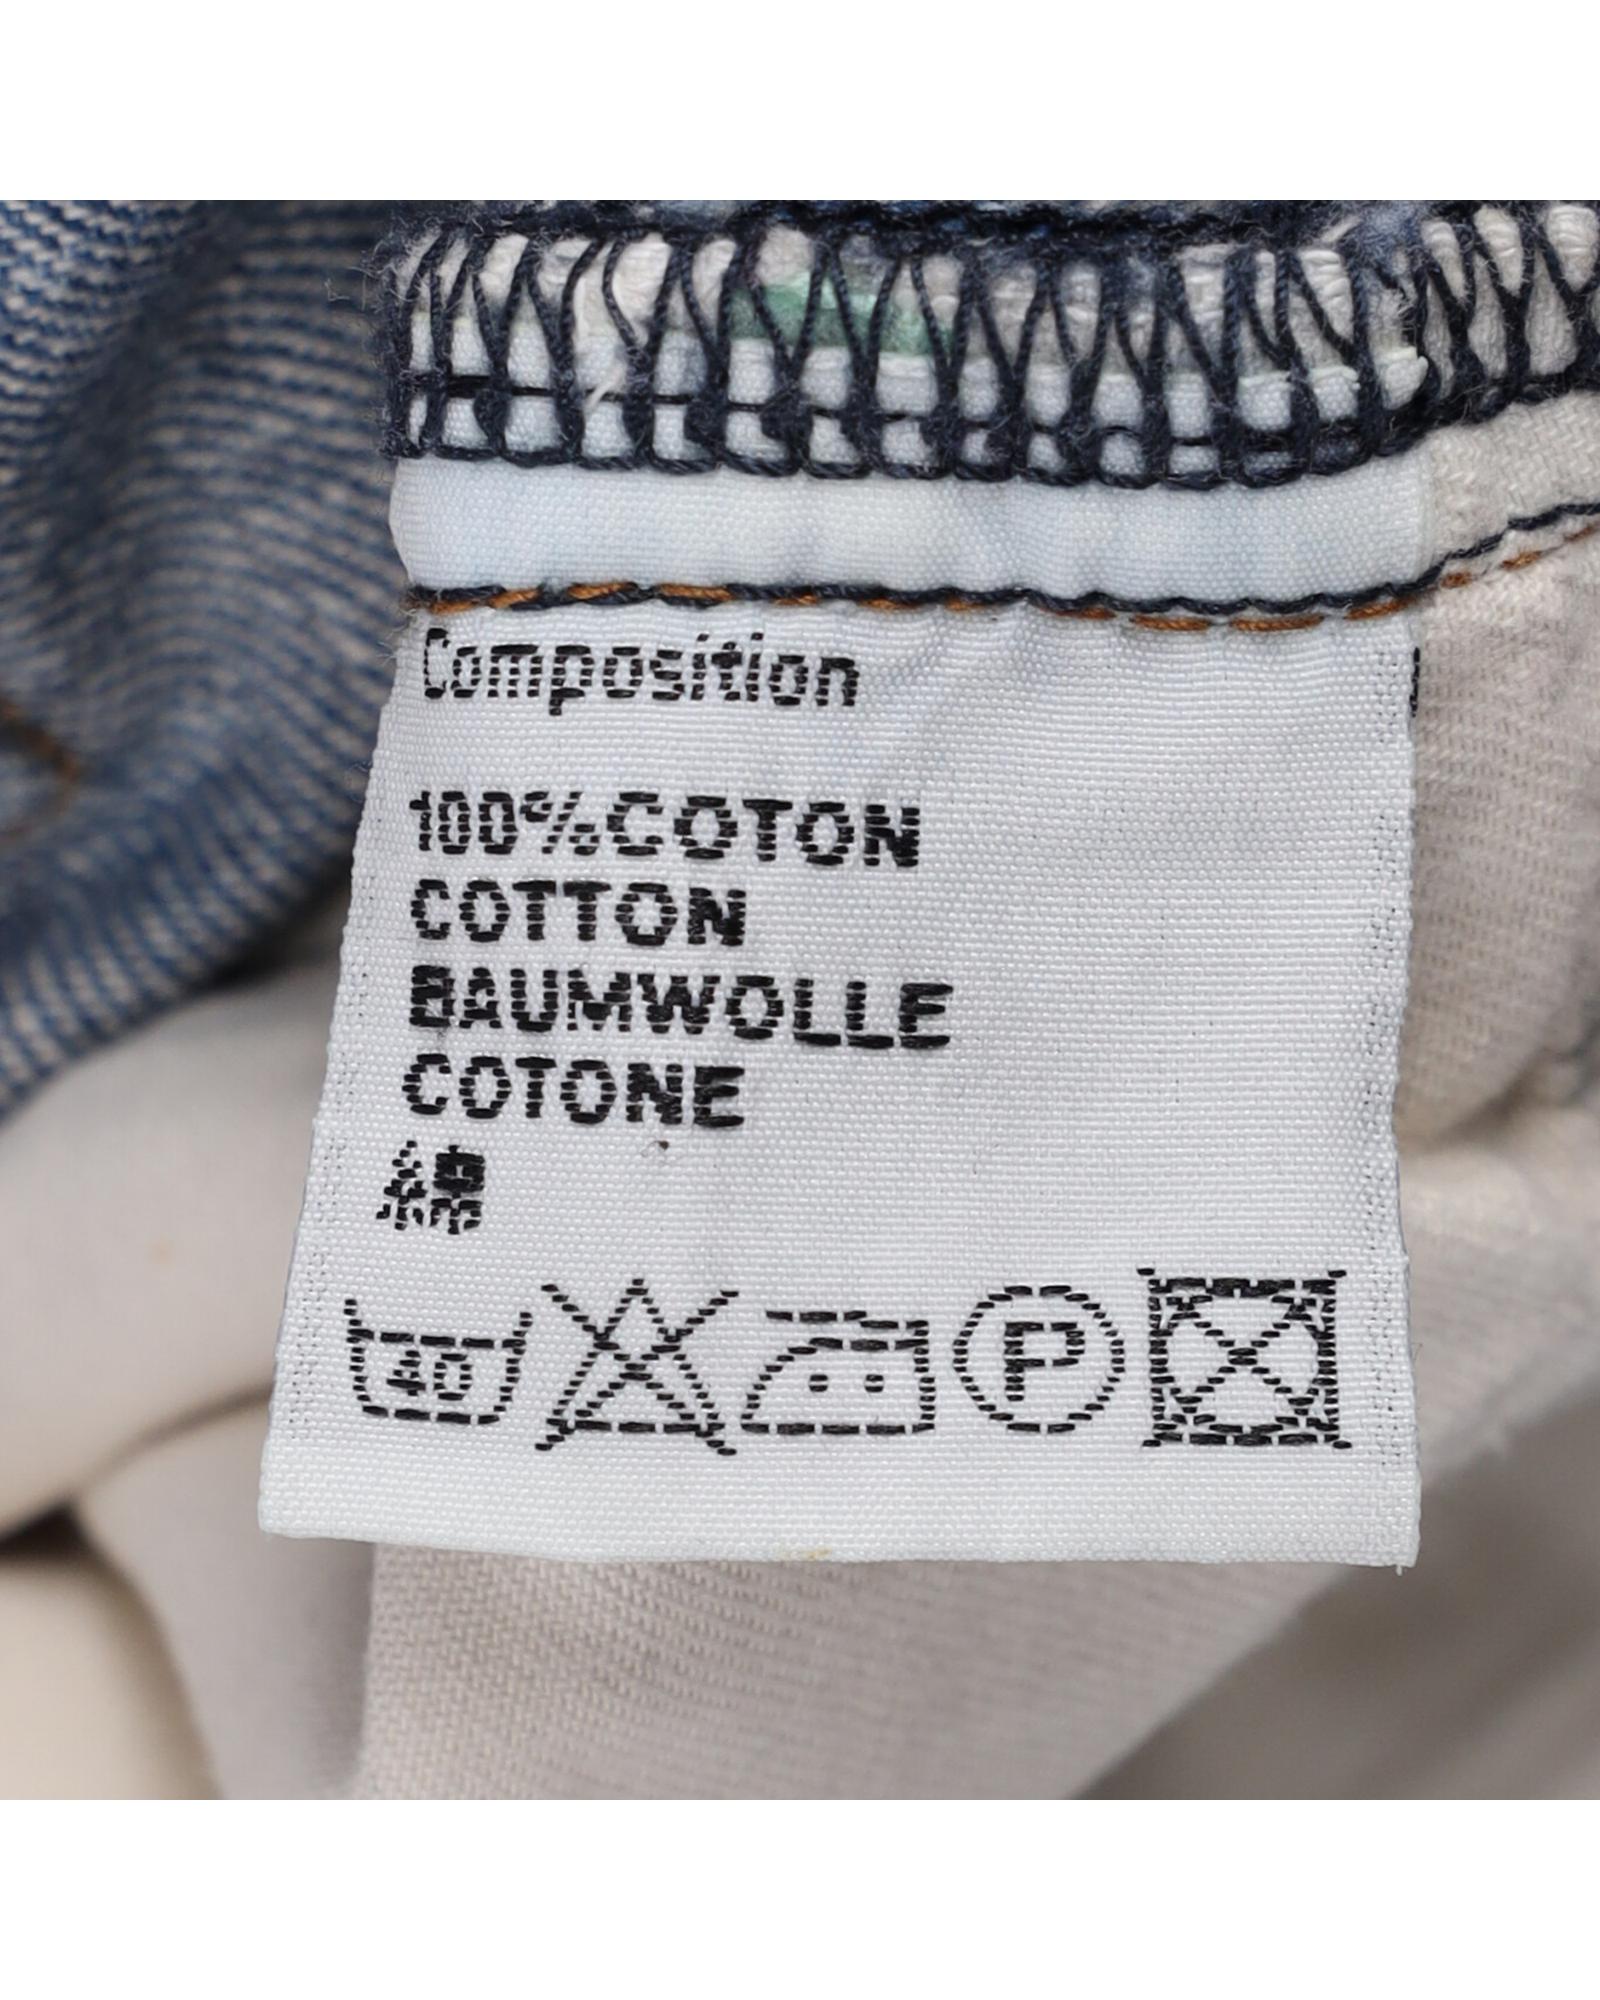 Composition
100%COTON
COTTON
BAUMWOLLE
COTONE
綿
40
P